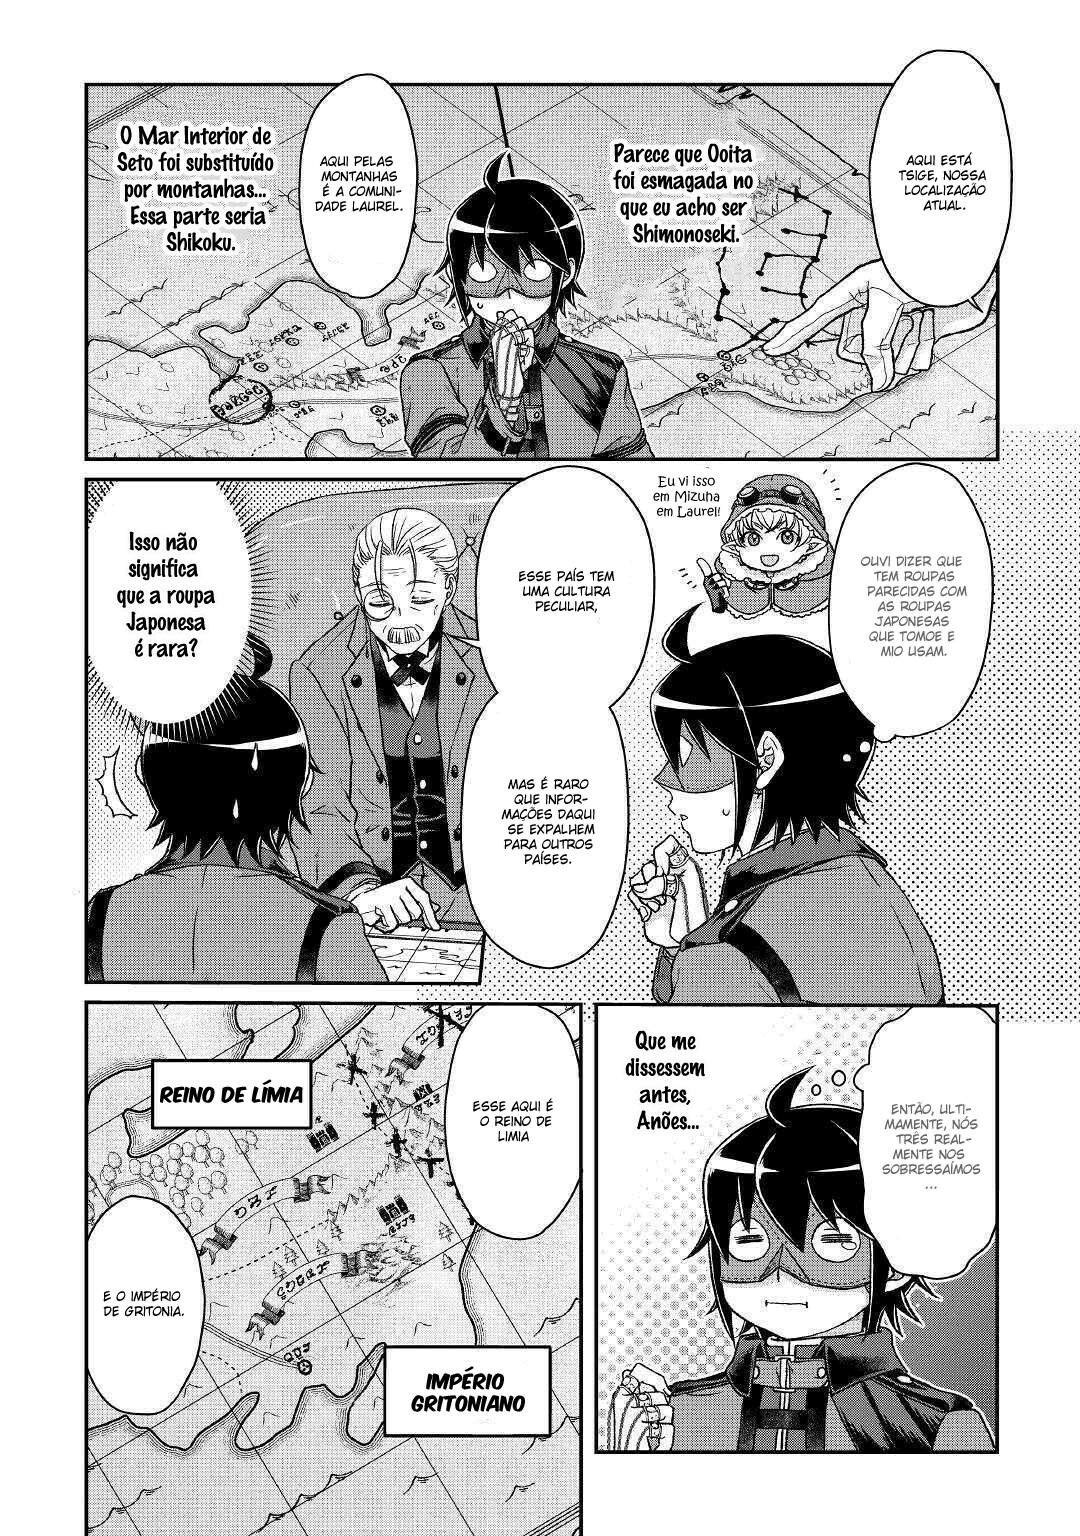 AQUI ESTÁ
TSIGE, NOSSA
LOCALIZAÇÃO
ATUAL.
Parece que Ooita
foi esmagada no
que eu acho ser
Shimonoseki.
AQUI PELAS
MONTANHAS
É A COMUNI-
DADE LAUREL.
O Mar Interior de
Seto foi substituído
por montanhas...
Essa parte seria
Shikoku.
OUVI DIZER QUE
TEM ROUPAS
PARECIDAS COM
AS ROUPAS
JAPONESAS
QUE TOMOE E
MIO USAM.
Eu vi isso
em Mizuha
em Laurel!
ESSE PAÍS TEM
UMA CULTURA
PECULIAR,
MAS É RARO
QUE INFOR-
MAÇÕES DAQUI
SE EXPALHEM
PARA OUTROS
PAÍSES.
Isso não
significa
que a roupa
Japonesa
é rara?
ENTÃO, ULTI-
MAMENTE, NÓS
TRÊS REAL-
MENTE NOS
SOBRESSAÍMOS
...
Que me
dissessem
antes,
Anões...
ESSE AQUI É
O REINO DE
LIMIA
REINO DE LÍMIA
E O IMPÉRIO
DE GRITONIA.
IMPÉRIO
GRITONIANO